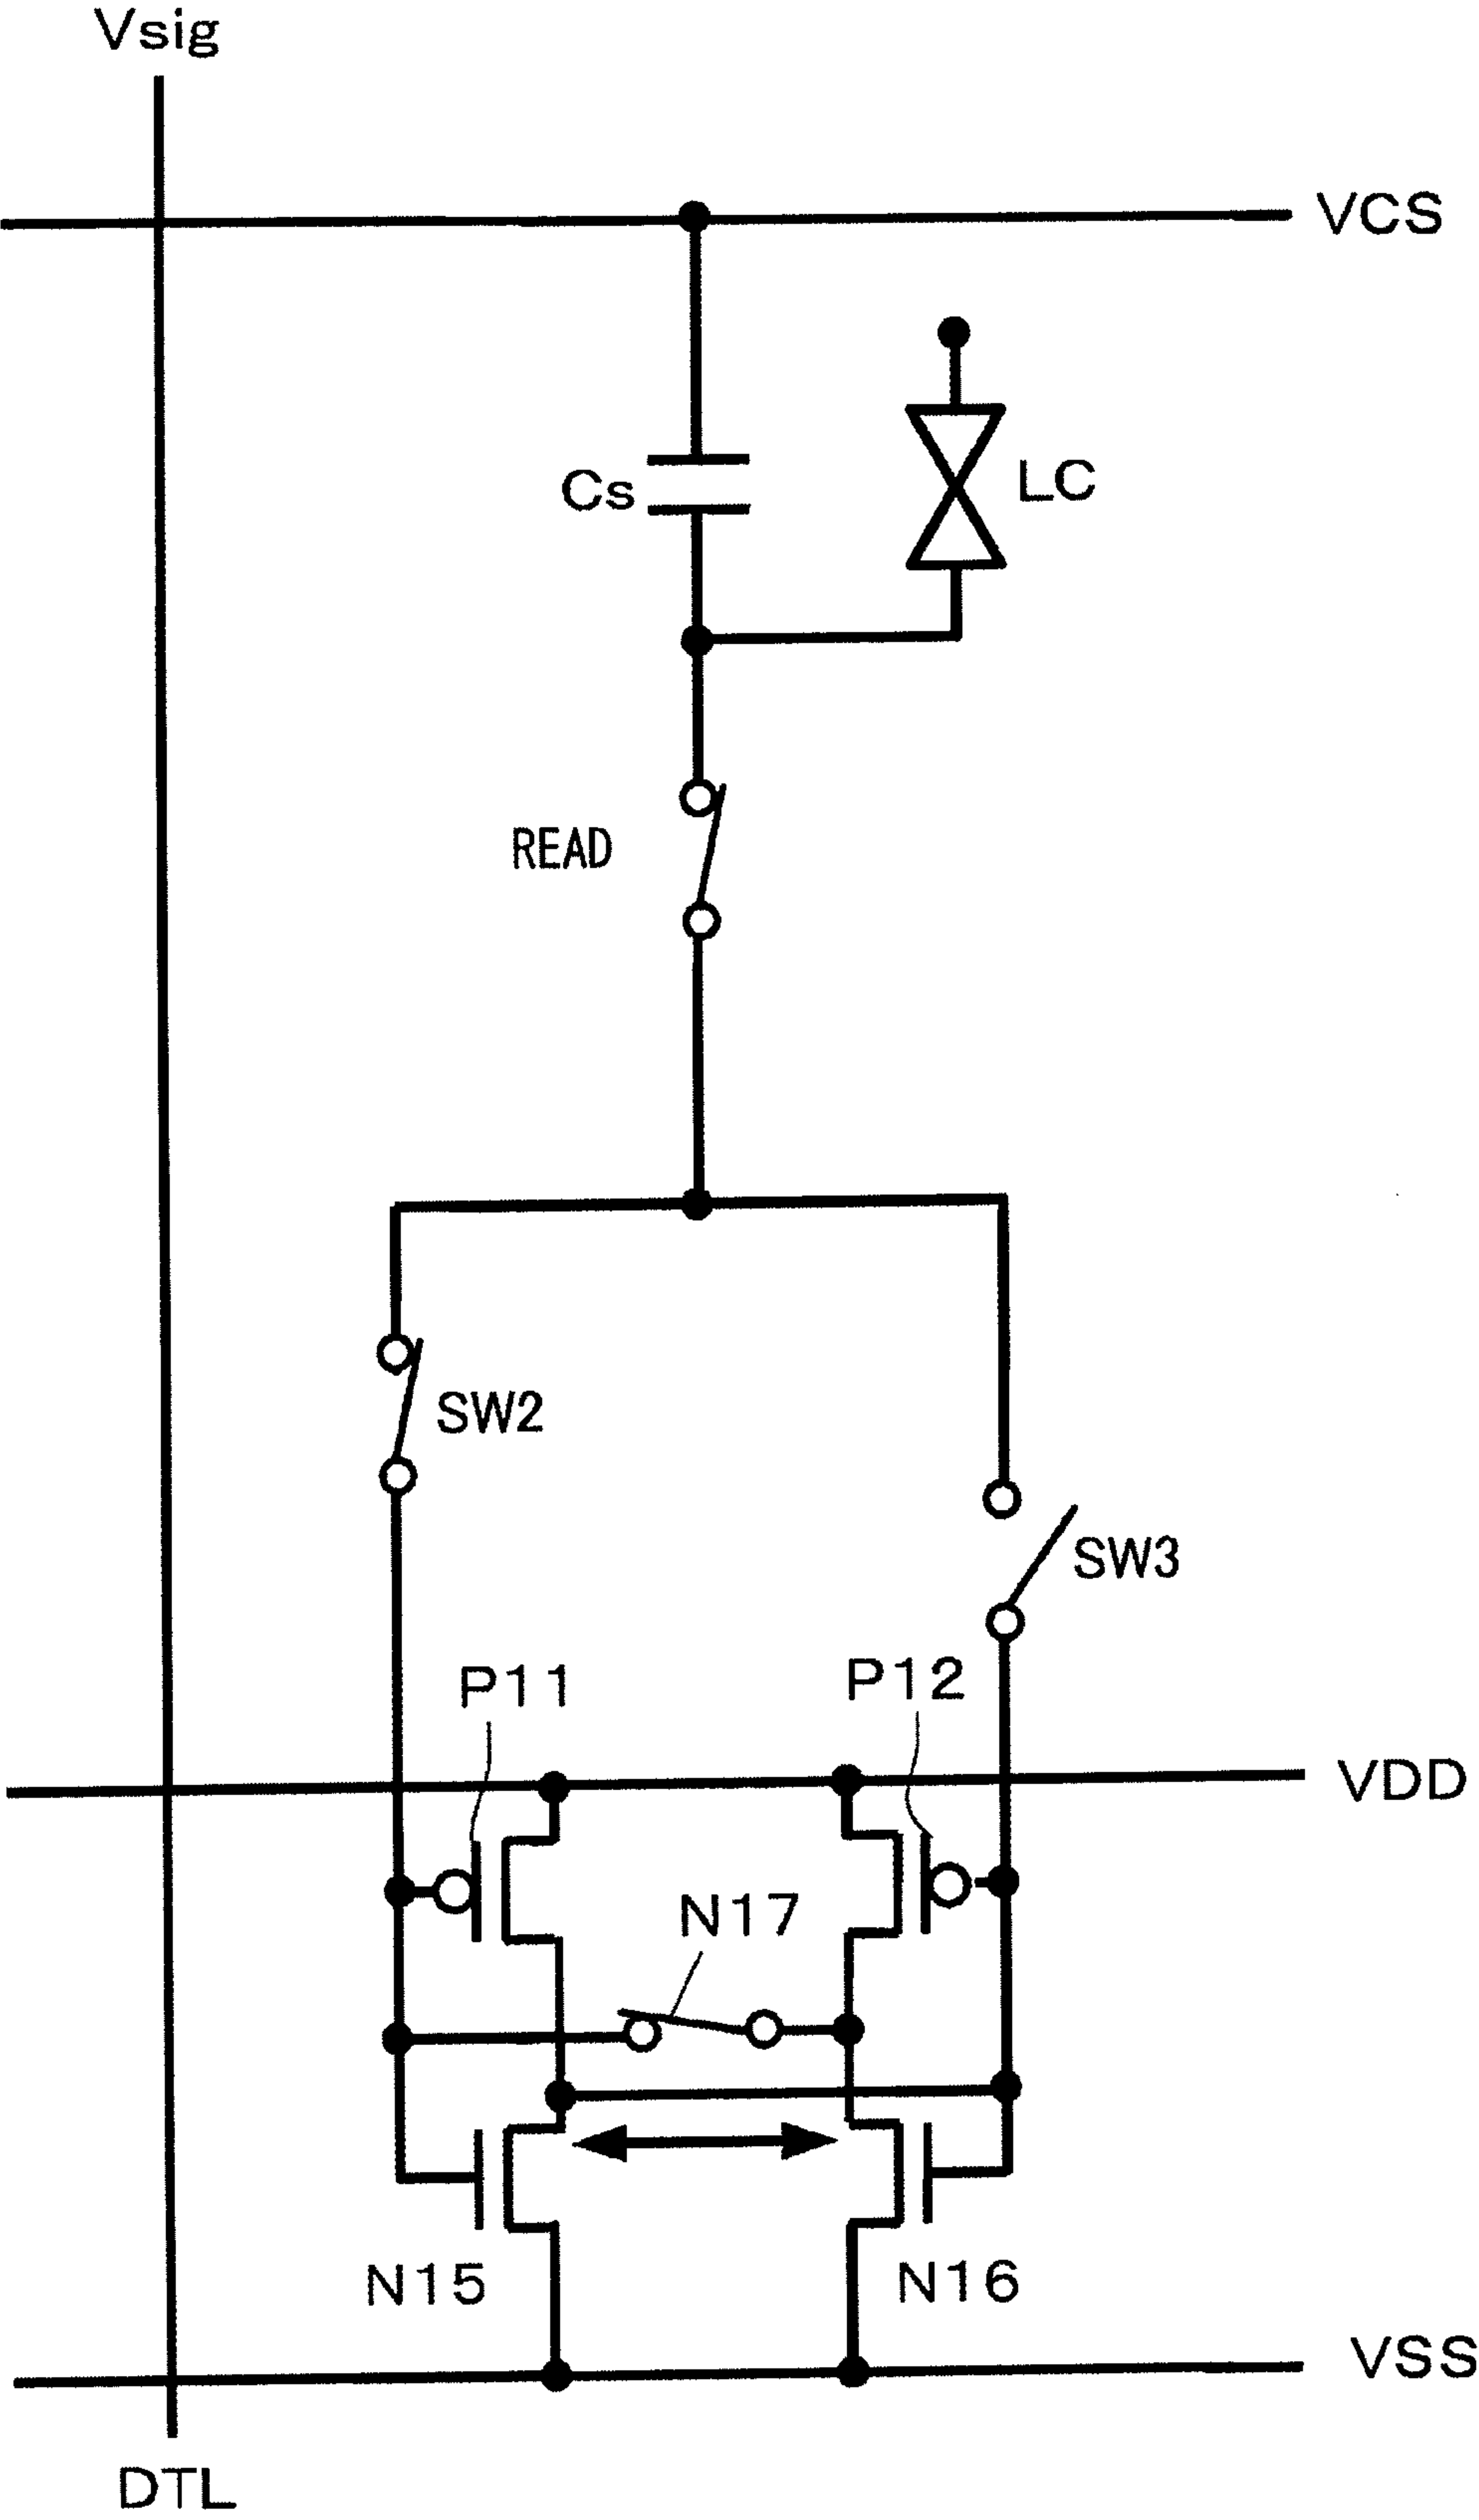 Vsig
VCS
Cs
LC
READ
SW2
SW3
P11
P12
VDD
N17
N15
N16
VSS
DTL